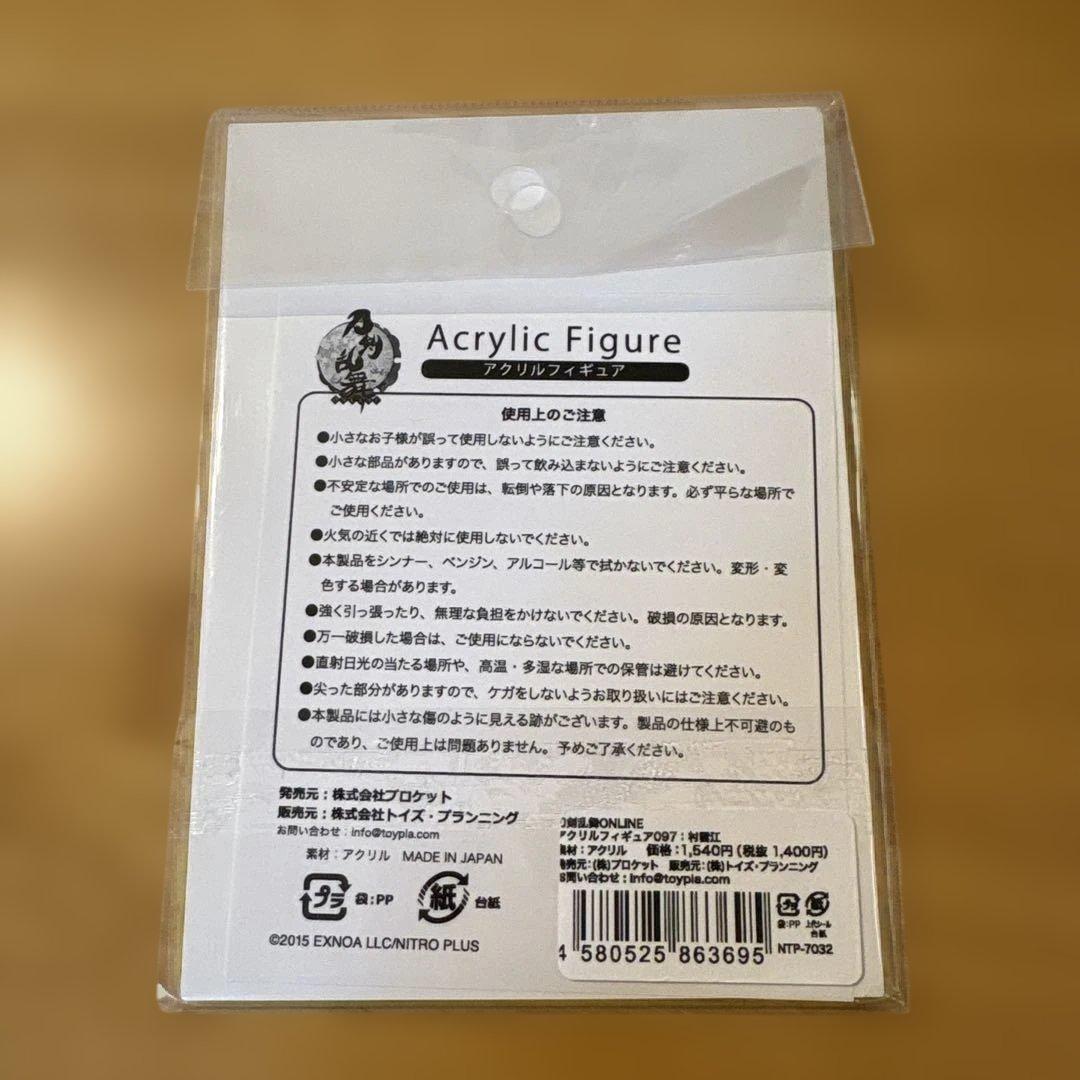 刀剣乱舞
Acrylic Figure
アクリルフィギュア
使用上のご注意
●小さなお子様が誤って使用しないようにご注意ください。
●小さな部品がありますので、誤って飲み込まないようにご注意ください。
●不安定な場所でのご使用は、転倒や落下の原因となります。必ず平らな場所で
ご使用ください。
●火気の近くでは絶対に使用しないでください。
●本製品をシンナー、ベンジン、アルコール等で拭かないでください。変形・変
色する場合があります。
●強く引っ張ったり、無理な負担をかけないでください。破損の原因となります。
●万一破損した場合は、ご使用にならないでください。
●直射日光の当たる場所や、高温・多湿な場所での保管は避けてください。
●尖った部分がありますので、ケガをしないようお取り扱いにはご注意ください。
●本製品には小さな傷のように見える跡がございます。製品の仕様上不可避のも
のであり、ご使用上は問題ありません。予めご了承ください。
発売元：株式会社プロケット
販売元：株式会社トイズ・プランニング
お問い合わせ：info@toypla.com
素材：アクリル MADE IN JAPAN
プラ 袋：PP 紙 台紙
©2015 EXNOA LLC/NITRO PLUS
剣乱舞ONLINE
アクリルフィギュア097：村雲江
素材：アクリル 価格：1,540円（税抜 1,400円）
発売元：(株)プロケット 販売元：(株)トイズ・プランニング
お問い合わせ：info@toypla.com
プラ 紙
袋：PP 上代シール
台紙
4 580525 863695
NTP-7032